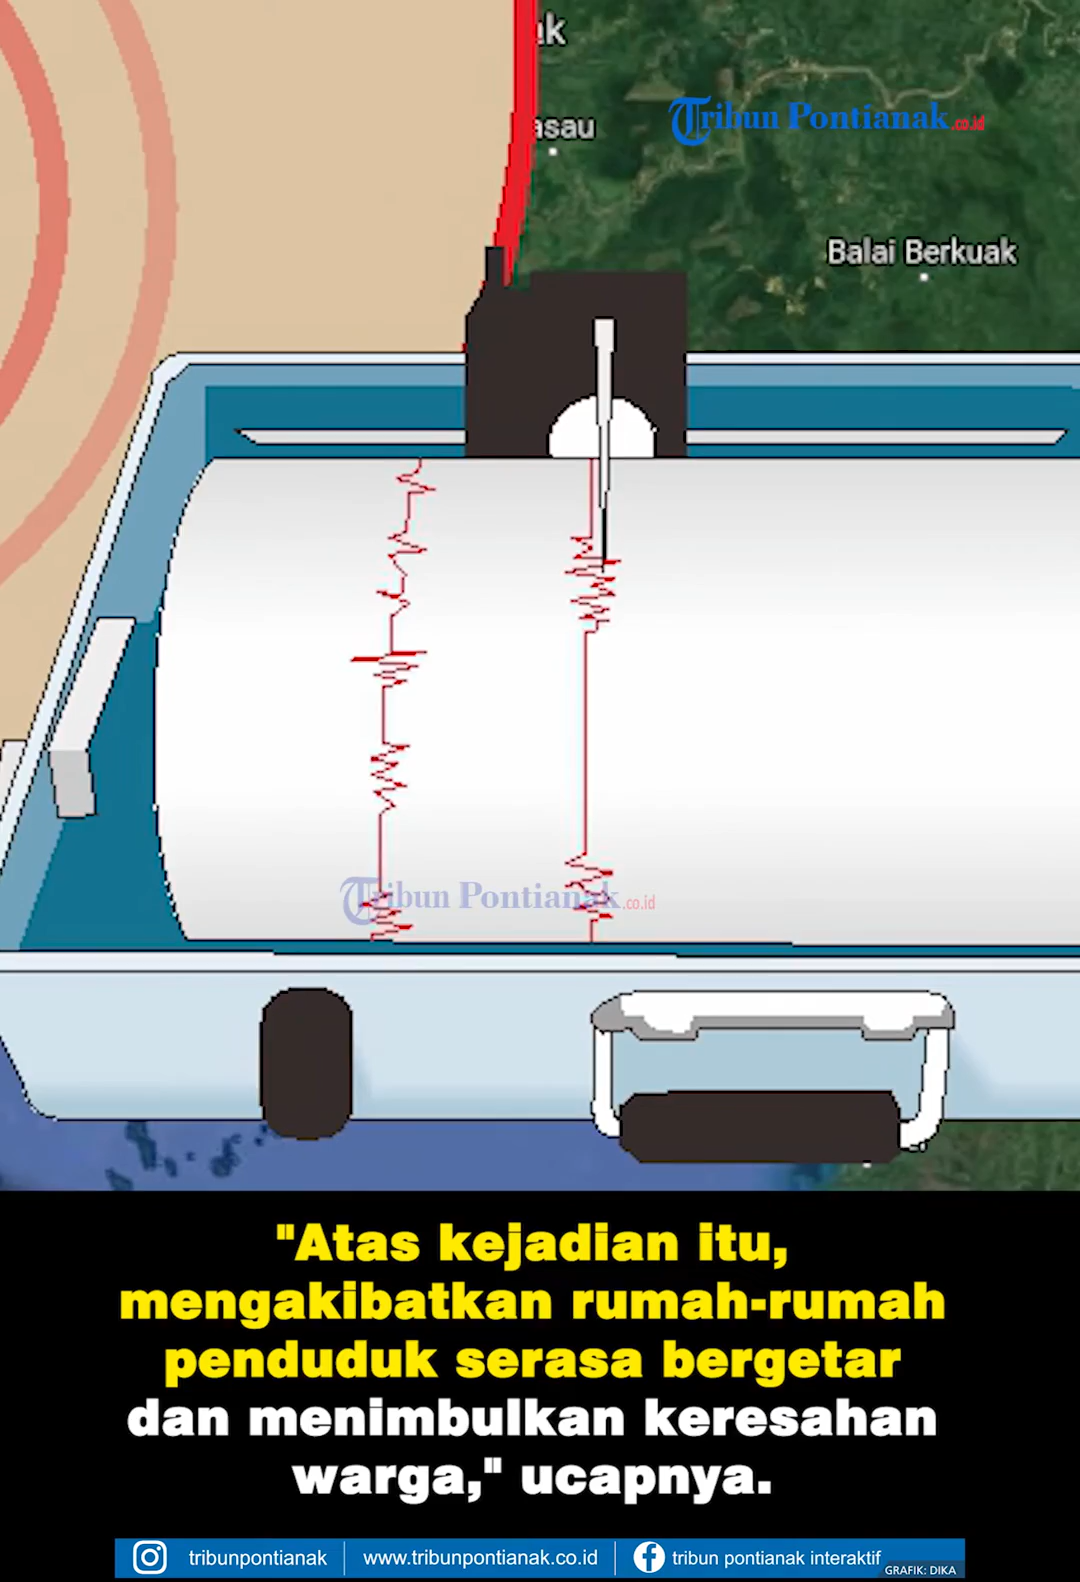 ak
asau
Tribun Pontianak.co.id
Balai Berkuak
Tribun Pontianak.co.id
"Atas kejadian itu,
mengakibatkan rumah-rumah
penduduk serasa bergetar
dan menimbulkan keresahan
warga," ucapnya.
tribunpontianak
www.tribunpontianak.co.id
tribun pontianak interaktif
GRAFIK: DIKA